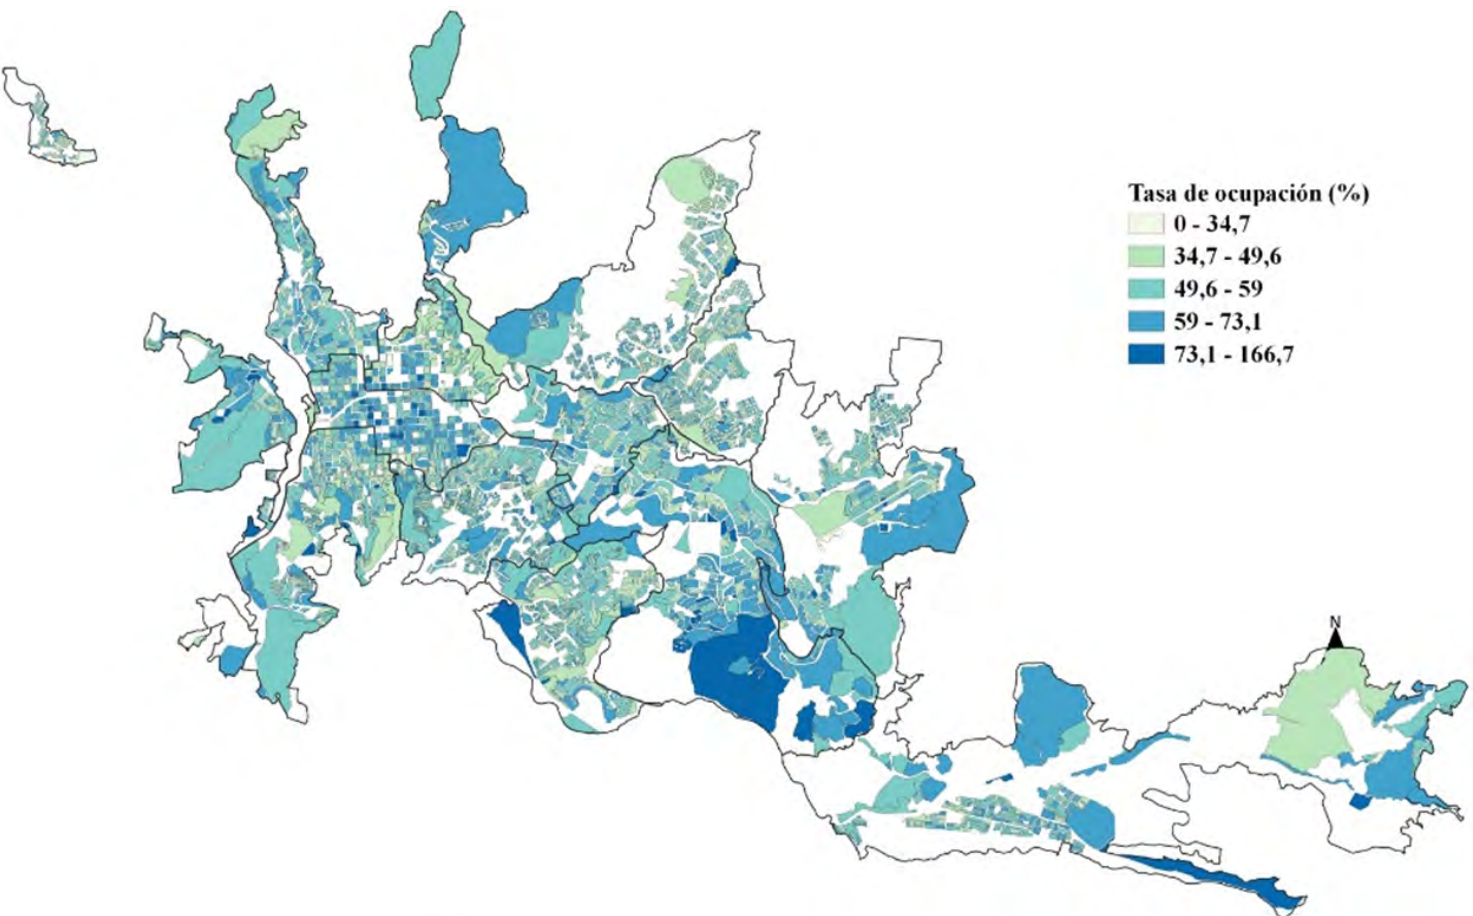 Tasa de ocupación (%)
0 - 34,7
34,7 - 49,6
49,6 - 59
59 - 73,1
73,1 - 166,7
N